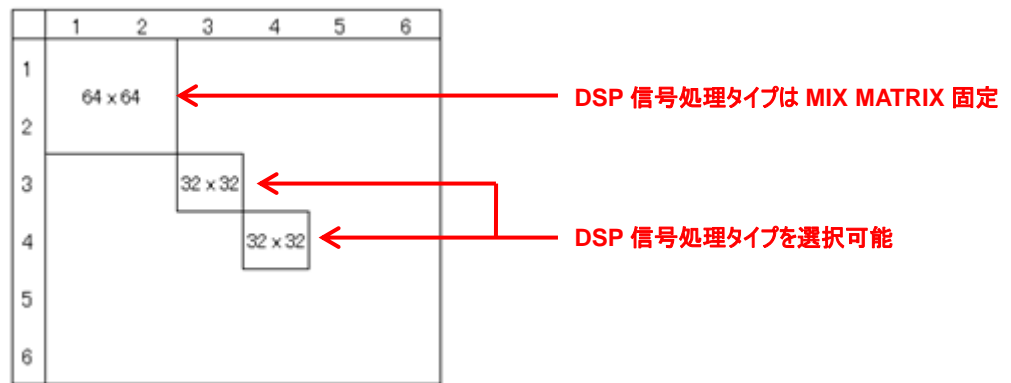 1 2 3 4 5 6
1
64 x 64
DSP 信号処理タイプは MIX MATRIX 固定
2
3
32 x 32
4
32 x 32
DSP 信号処理タイプを選択可能
5
6